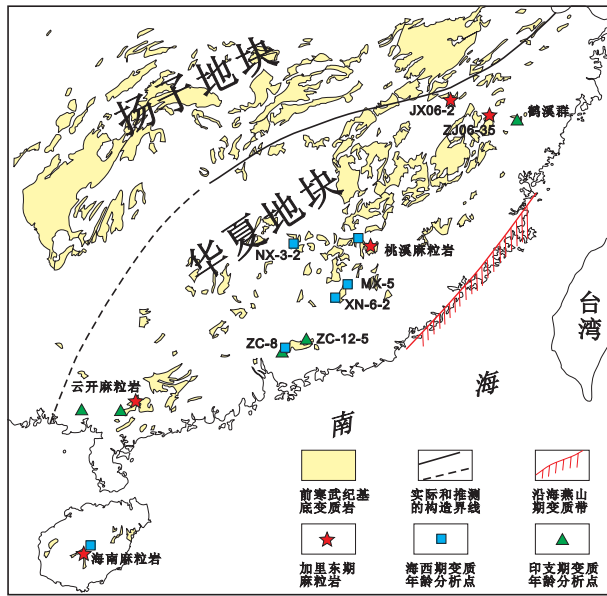 扬子地块
JX06-2
鹤溪群
ZJ06-35
华夏地块
NX-3-2
桃溪麻粒岩
MX-5
XN-6-2
台湾
ZC-8
ZC-12-5
云开麻粒岩
南海
海南麻粒岩
前寒武纪基
底变质岩
实际和推测
的构造界线
沿海燕山
期变质带
加里东期
麻粒岩
海西期变质
年龄分析点
印支期变质
年龄分析点